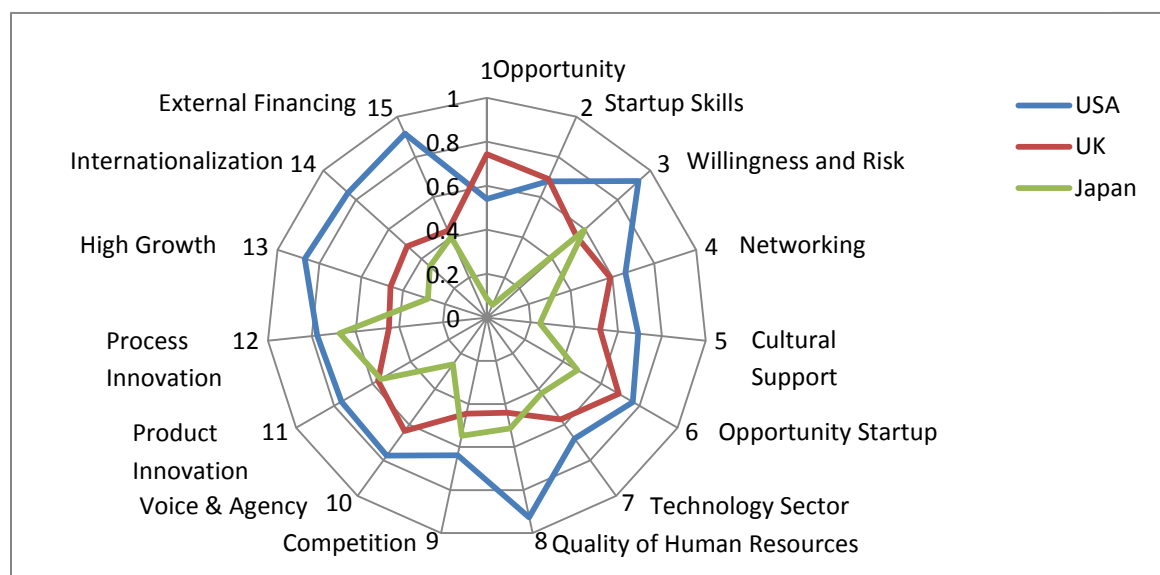 1 Opportunity
2 Startup Skills
3 Willingness and Risk
4 Networking
5 Cultural
Support
6 Opportunity Startup
7 Technology Sector
8 Quality of Human Resources
Competition 9
Voice & Agency 10
Product 11
Innovation
Process 12
Innovation
High Growth 13
Internationalization 14
External Financing 15
1
0.8
0.6
0.4
0.2
0
USA
UK
Japan